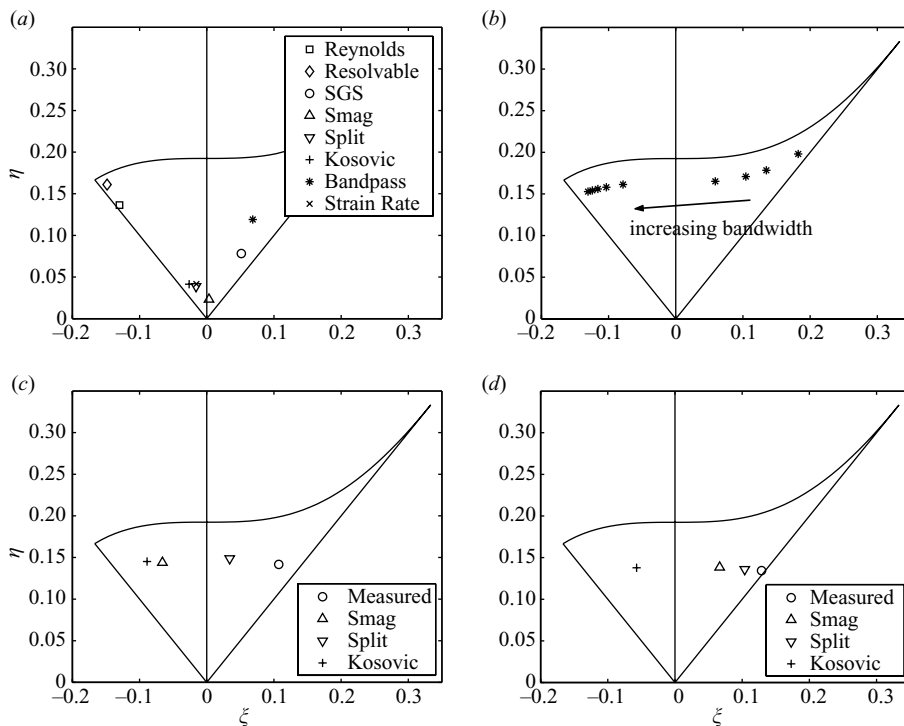 (a)
0.30
0.25
0.20
η
0.15
0.10
0.05
0
−0.2
−0.1
0
0.1
0.2
0.3
Reynolds
Resolvable
SGS
Smag
Split
Kosovic
Bandpass
Strain Rate
(b)
0.30
0.25
0.20
0.15
0.10
0.05
0
−0.2
−0.1
0
0.1
0.2
0.3
increasing bandwidth
(c)
0.30
0.25
0.20
η
0.15
0.10
0.05
0
−0.2
−0.1
0
0.1
0.2
0.3
ξ
Measured
Smag
Split
Kosovic
(d)
0.30
0.25
0.20
0.15
0.10
0.05
0
−0.2
−0.1
0
0.1
0.2
0.3
ξ
Measured
Smag
Split
Kosovic